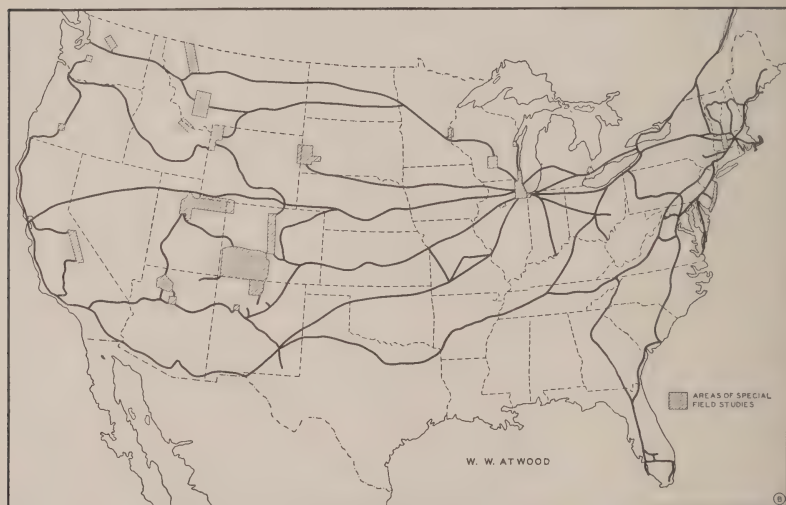 AREAS OF SPECIAL
FIELD STUDIES
W. W. ATWOOD
B